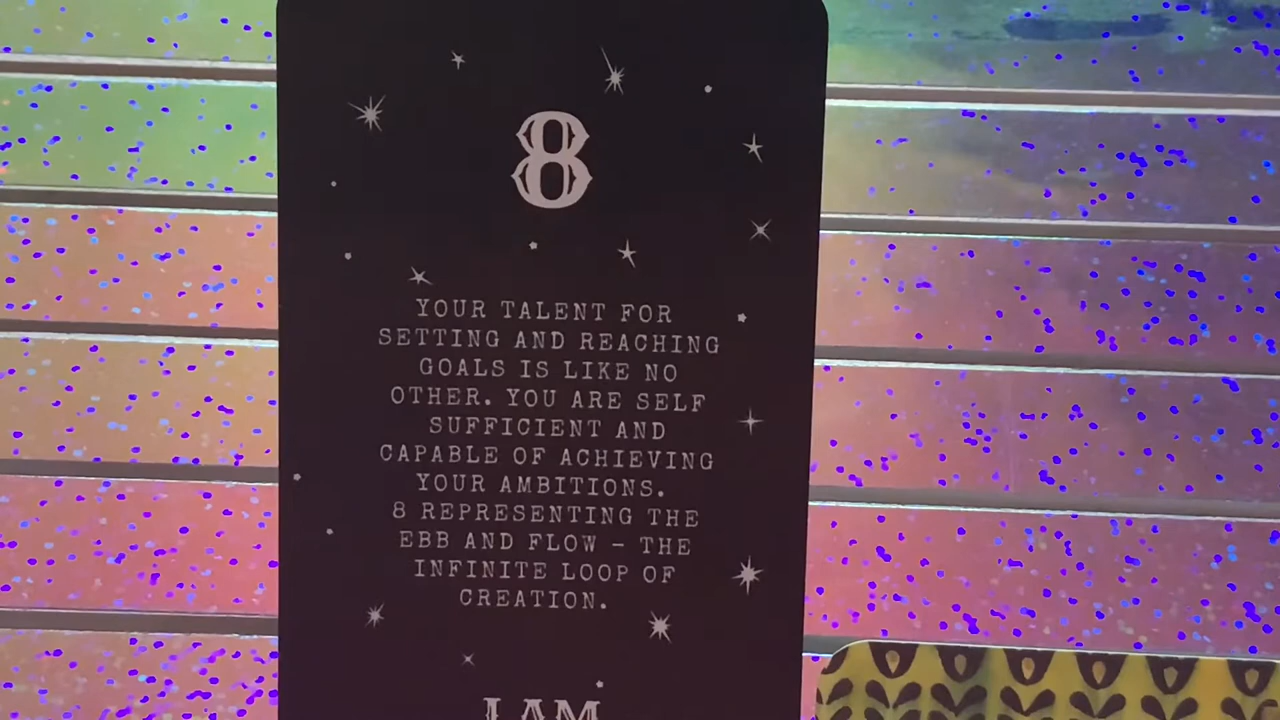 8
YOUR TALENT FOR
SETTING AND REACHING
GOALS IS LIKE NO
OTHER. YOU ARE SELF
SUFFICIENT AND
CAPABLE OF ACHIEVING
YOUR AMBITIONS.
8 REPRESENTING THE
EBB AND FLOW – THE
INFINITE LOOP OF
CREATION.
I AM